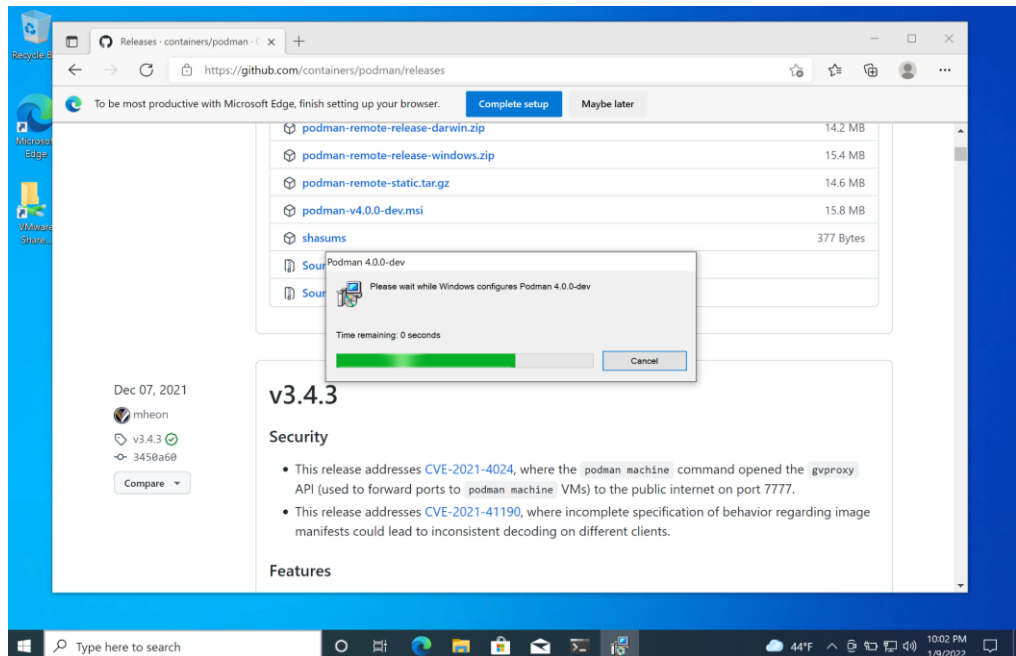 Recycle B
Releases · containers/podman ·
https://github.com/containers/podman/releases
To be most productive with Microsoft Edge, finish setting up your browser.
Complete setup
Maybe later
Microsof
Edge
VMware
Share...
podman-remote-release-darwin.zip 14.2 MB
podman-remote-release-windows.zip 15.4 MB
podman-remote-static.tar.gz 14.6 MB
podman-v4.0.0-dev.msi 15.8 MB
shasums 377 Bytes
Sour
Sour
Podman 4.0.0-dev
Please wait while Windows configures Podman 4.0.0-dev
Time remaining: 0 seconds
Cancel
Dec 07, 2021
mheon
v3.4.3
3450a60
Compare
v3.4.3
Security
• This release addresses CVE-2021-4024, where the podman machine command opened the gvproxy
API (used to forward ports to podman machine VMs) to the public internet on port 7777.
• This release addresses CVE-2021-41190, where incomplete specification of behavior regarding image
manifests could lead to inconsistent decoding on different clients.
Features
Type here to search
44°F
10:02 PM
1/9/2022